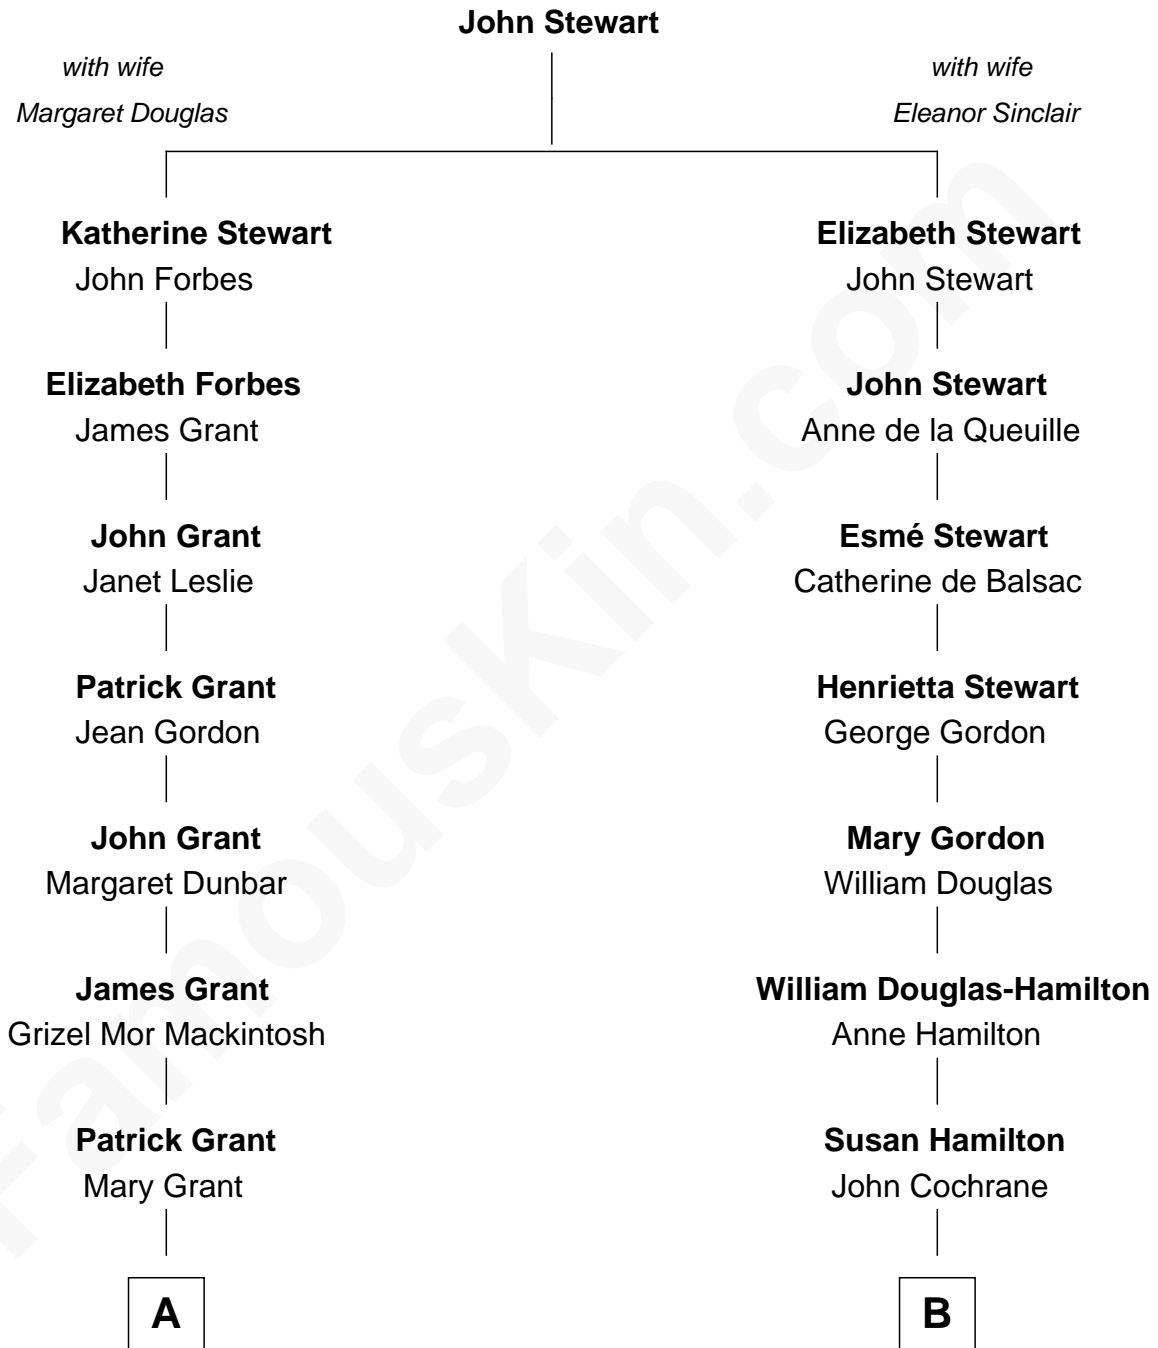 John Stewart
with wife
Margaret Douglas
with wife
Eleanor Sinclair
Katherine Stewart
John Forbes
Elizabeth Stewart
John Stewart
Elizabeth Forbes
James Grant
John Stewart
Anne de la Queuille
John Grant
Janet Leslie
Esmé Stewart
Catherine de Balsac
Patrick Grant
Jean Gordon
Henrietta Stewart
George Gordon
John Grant
Margaret Dunbar
Mary Gordon
William Douglas
James Grant
Grizel Mor Mackintosh
William Douglas-Hamilton
Anne Hamilton
Patrick Grant
Mary Grant
Susan Hamilton
John Cochrane
A
B
FamousKin.com